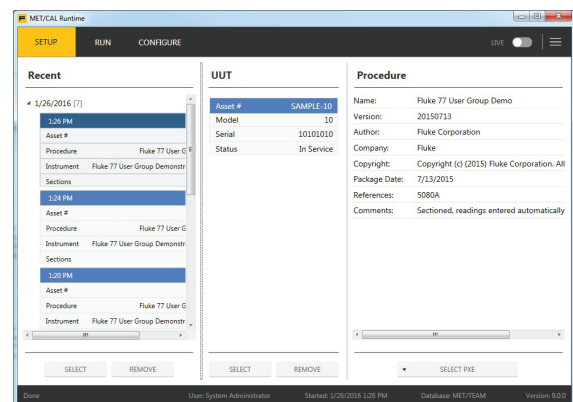 MET/CAL Runtime
SETUP RUN CONFIGURE LIVE
Recent
1/26/2016 [7]
1:26 PM
Asset #
Procedure Fluke 77 User G
Instrument Fluke 77 User Group Demonstr
Sections
1:24 PM
Asset #
Procedure Fluke 77 User G
Instrument Fluke 77 User Group Demonstr
Sections
1:20 PM
Asset #
Procedure Fluke 77 User G
Instrument Fluke 77 User Group Demonstr
SELECT REMOVE
UUT
Asset # SAMPLE-10
Model 10
Serial 10101010
Status In Service
SELECT REMOVE
Procedure
Name: Fluke 77 User Group Demo
Version: 20150713
Author: Fluke Corporation
Company: Fluke
Copyright: Copyright (c) (2015) Fluke Corporation. All
Package Date: 7/13/2015
References: 5080A
Comments: Sectioned, readings entered automatically
SELECT PXE
Done User: System Administrator Started: 1/26/2016 1:26 PM Database: MET/TEAM Version: 9.0.0